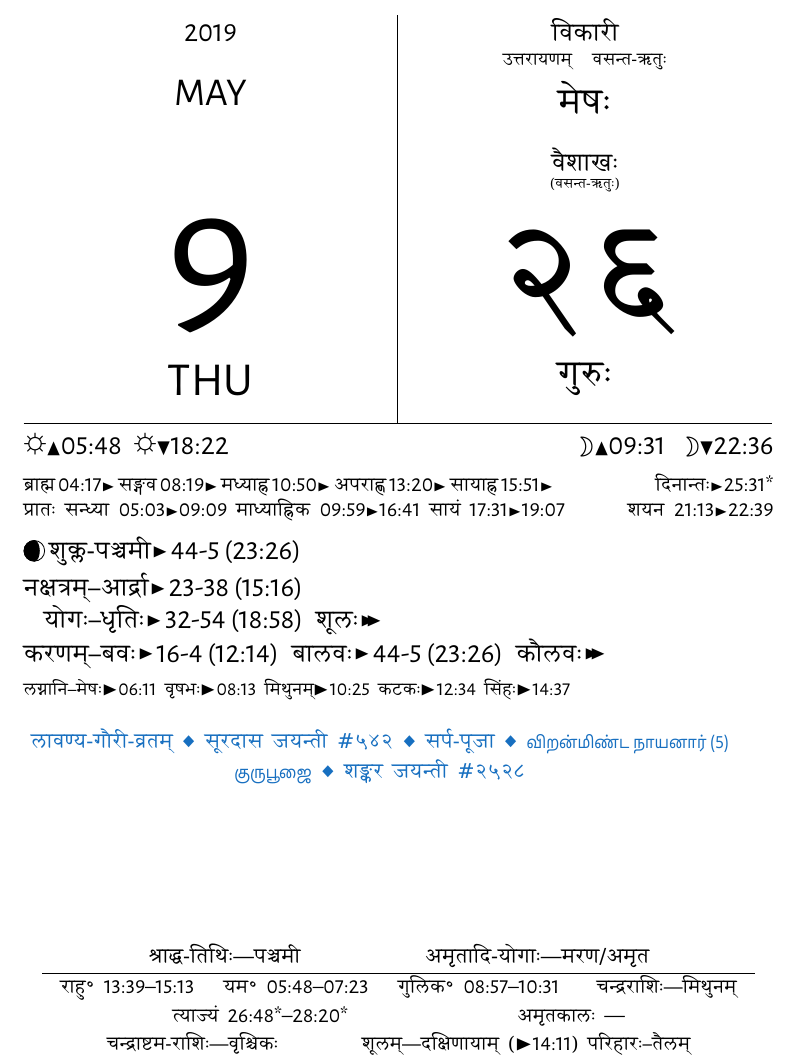 2019
MAY
9
THU
विकारी
उत्तरायणम् वसन्त-ऋतुः
मेषः
वैशाखः
(वसन्त-ऋतुः)
२६
गुरुः
☼▲05:48 ☼▼18:22 ☽▲09:31 ☽▼22:36
ब्राह्म 04:17► सङ्गव 08:19► मध्याह्न 10:50► अपराह्ण 13:20► सायाह्न 15:51► दिनान्तः►25:31*
प्रातः सन्ध्या 05:03►09:09 माध्याह्निक 09:59►16:41 सायं 17:31►19:07 शयन 21:13►22:39
शुक्ल-पञ्चमी► 44-5 (23:26)
नक्षत्रम्–आर्द्रा► 23-38 (15:16)
योगः–धृतिः► 32-54 (18:58) शूलः►►
करणम्–बवः►16-4 (12:14) बालवः► 44-5 (23:26) कौलवः►►
लग्नानि–मेषः►06:11 वृषभः►08:13 मिथुनम्►10:25 कटकः►12:34 सिंहः►14:37
लावण्य-गौरी-व्रतम् ◆ सूरदास जयन्ती #५४२ ◆ सर्प-पूजा ◆ விறன்மிண்ட நாயனார் (5)
குருபூஜை ◆ शङ्कर जयन्ती #२५२८
श्राद्ध-तिथिः—पञ्चमी अमृतादि-योगाः—मरण/अमृत
राहु॰ 13:39–15:13 यम॰ 05:48–07:23 गुलिक॰ 08:57–10:31 चन्द्रराशिः—मिथुनम्
त्याज्यं 26:48*–28:20* अमृतकालः —
चन्द्राष्टम-राशिः—वृश्चिकः शूलम्—दक्षिणायाम् (►14:11) परिहारः–तैलम्